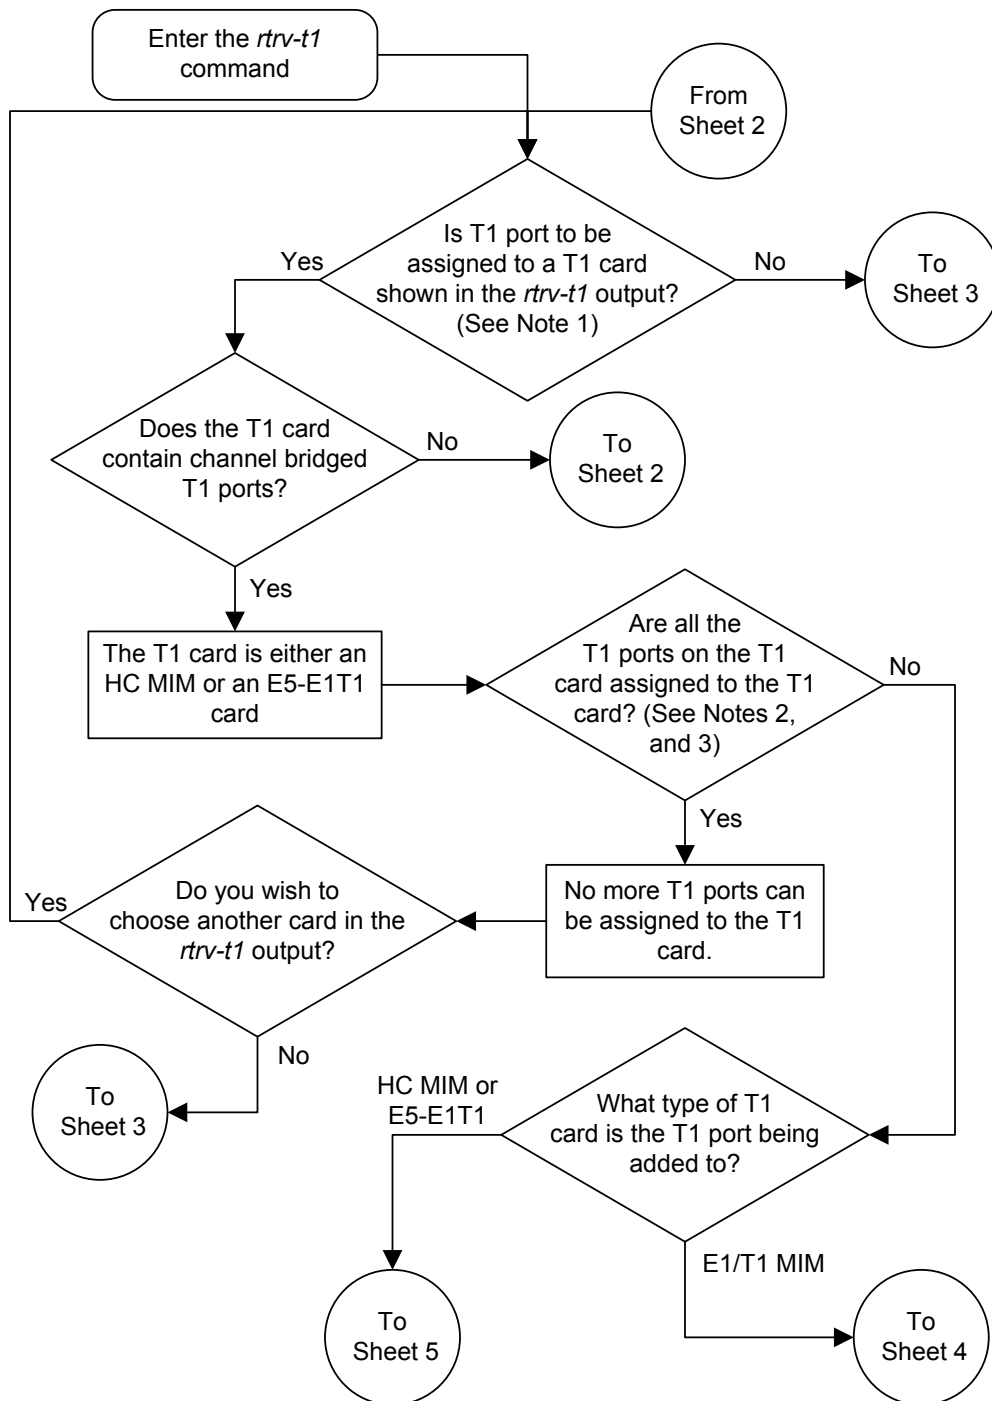 Enter the rtrv-t1
command
From
Sheet 2
Is T1 port to be
assigned to a T1 card
shown in the rtrv-t1 output?
(See Note 1)
Yes
No
To
Sheet 3
Does the T1 card
contain channel bridged
T1 ports?
No
To
Sheet 2
Yes
The T1 card is either an
HC MIM or an E5-E1T1
card
Are all the
T1 ports on the T1
card assigned to the T1
card? (See Notes 2,
and 3)
No
Yes
No more T1 ports can
be assigned to the T1
card.
Do you wish to
choose another card in the
rtrv-t1 output?
Yes
No
To
Sheet 3
What type of T1
card is the T1 port being
added to?
HC MIM or
E5-E1T1
E1/T1 MIM
To
Sheet 5
To
Sheet 4